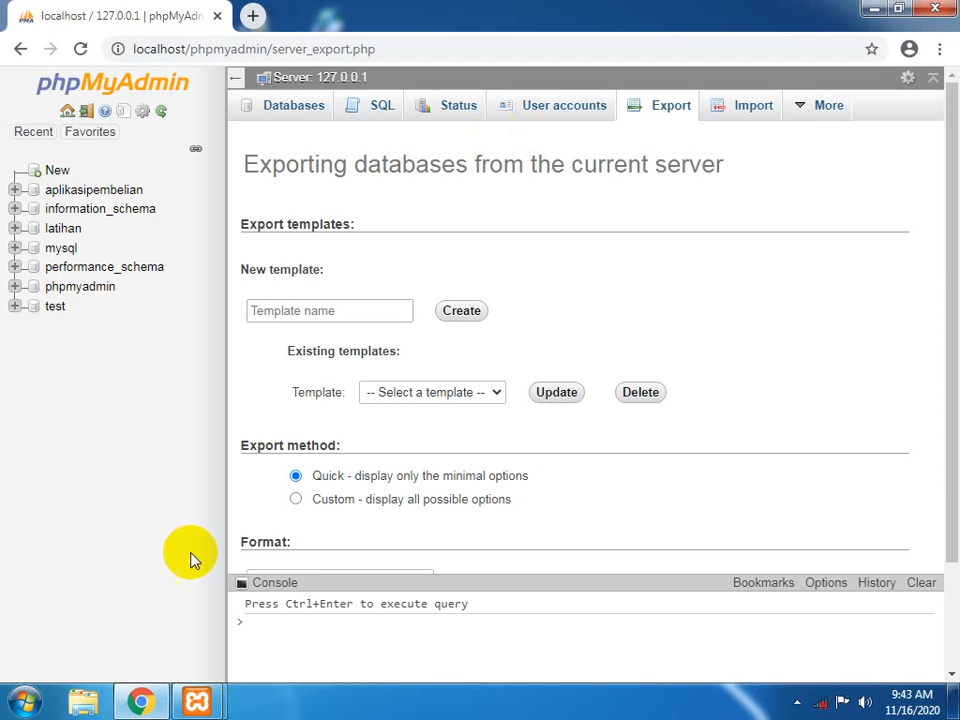 localhost / 127.0.0.1 | phpMyAdn
localhost/phpmyadmin/server_export.php
phpMyAdmin
Recent
Favorites
New
aplikasipembelian
information_schema
latihan
mysql
performance_schema
phpmyadmin
test
Server: 127.0.0.1
Databases
SQL
Status
User accounts
Export
Import
More
Exporting databases from the current server
Export templates:
New template:
Template name
Create
Existing templates:
Template:
-- Select a template --
Update
Delete
Export method:
Quick - display only the minimal options
Custom - display all possible options
Format:
Console
Bookmarks
Options
History
Clear
Press Ctrl+Enter to execute query
>
9:43 AM
11/16/2020